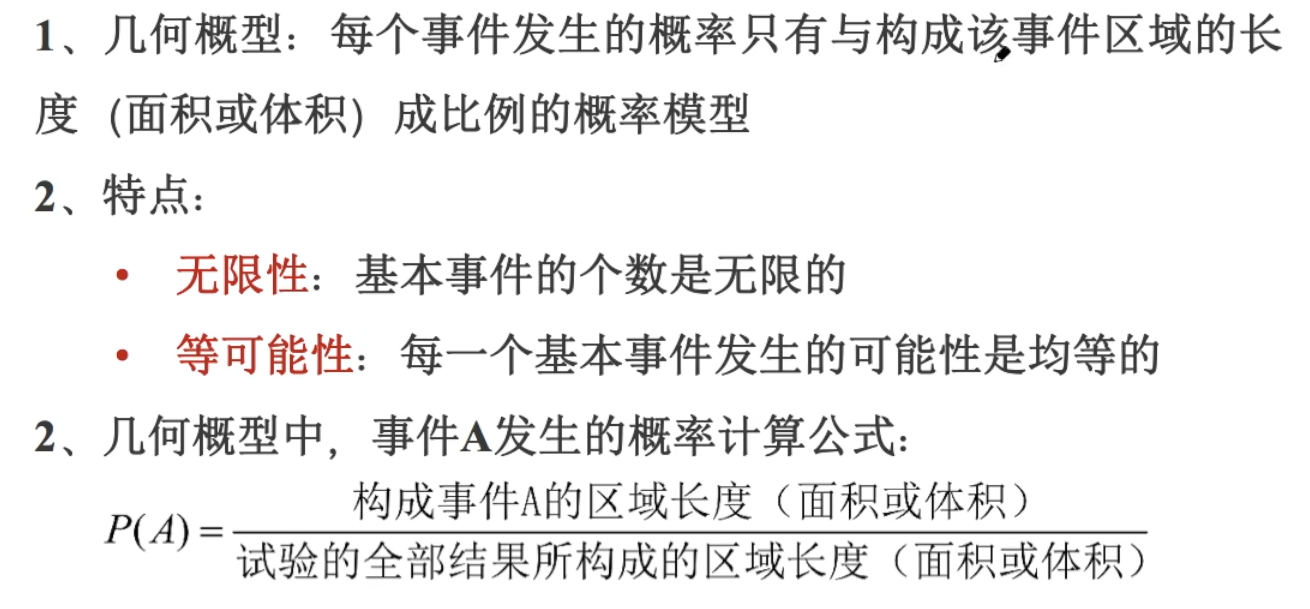 1、几何概型：每个事件发生的概率只有与构成该事件区域的长
度（面积或体积）成比例的概率模型
2、特点：
• 无限性：基本事件的个数是无限的
• 等可能性：每一个基本事件发生的可能性是均等的
2、几何概型中，事件A发生的概率计算公式：
构成事件A的区域长度（面积或体积）
P(A)=
试验的全部结果所构成的区域长度（面积或体积）